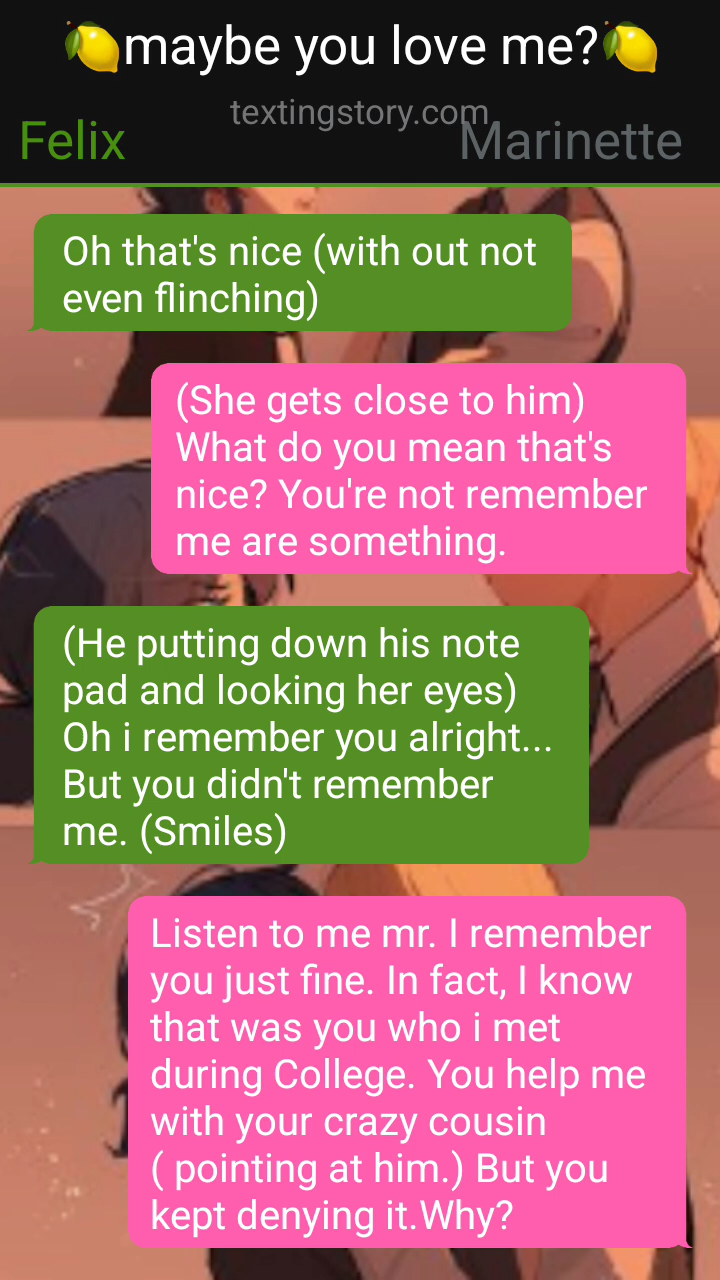 🍋maybe you love me?🍋
textingstory.com
Felix
Marinette
Oh that's nice (with out not
even flinching)
(She gets close to him)
What do you mean that's
nice? You're not remember
me are something.
(He putting down his note
pad and looking her eyes)
Oh i remember you alright...
But you didn't remember
me. (Smiles)
Listen to me mr. I remember
you just fine. In fact, I know
that was you who i met
during College. You help me
with your crazy cousin
( pointing at him.) But you
kept denying it.Why?